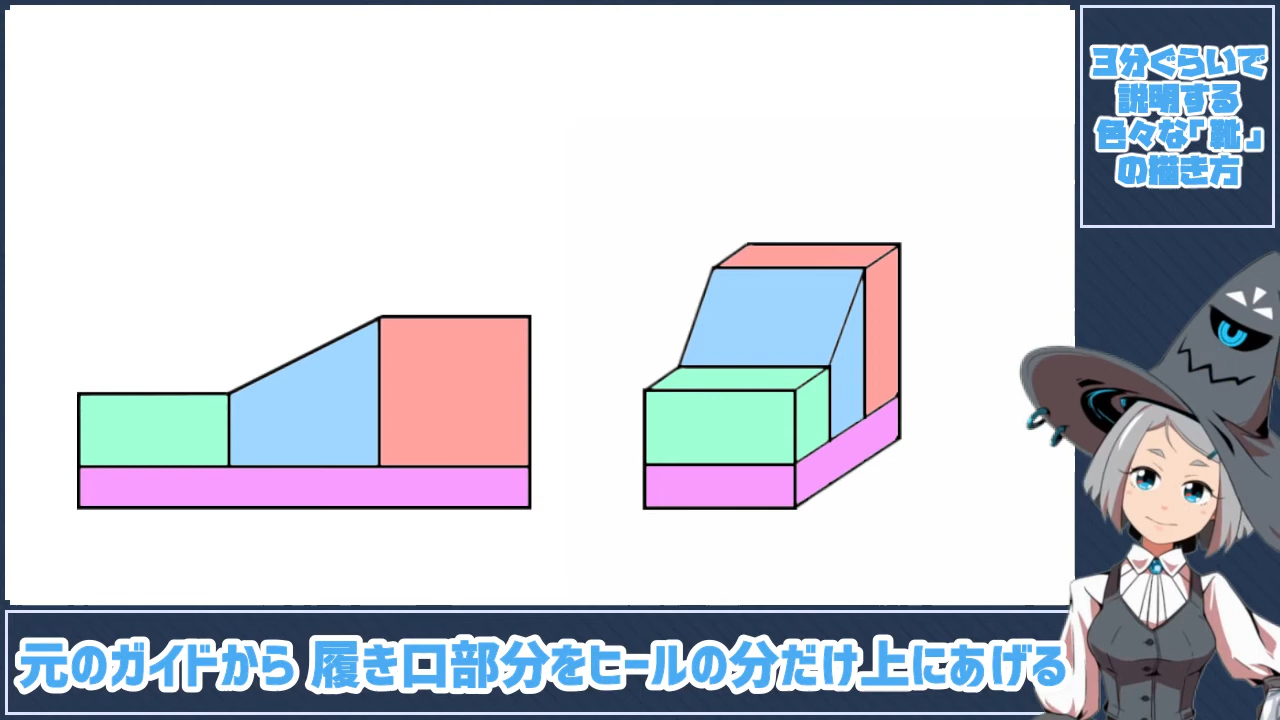 3分ぐらいで
説明する
色々な「靴」
の描き方
元のガイドから 履き口部分をヒールの分だけ上にあげる